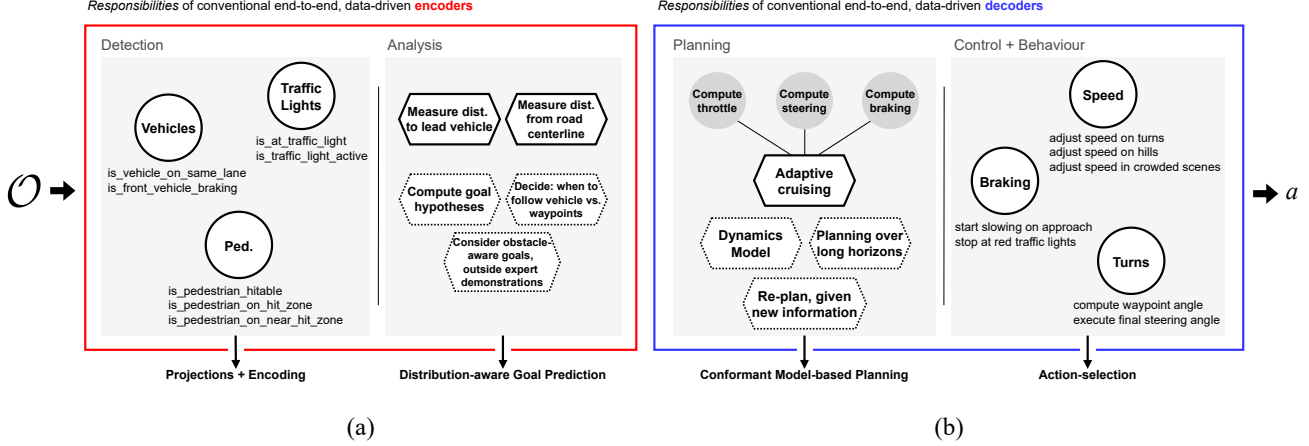 Responsibilities of conventional end-to-end, data-driven encoders
Detection
Analysis
Traffic
Lights
is_at_traffic_light
is_traffic_light_active
Vehicles
is_vehicle_on_same_lane
is_front_vehicle_braking
Ped.
is_pedestrian_hitable
is_pedestrian_on_hit_zone
is_pedestrian_on_near_hit_zone
Measure dist.
to lead vehicle
Measure dist.
from road
centerline
Compute goal
hypotheses
Decide: when to
follow vehicle vs.
waypoints
Consider obstacle-
aware goals,
outside expert
demonstrations
𝒪
Projections + Encoding
Distribution-aware Goal Prediction
(a)
Responsibilities of conventional end-to-end, data-driven decoders
Planning
Control + Behaviour
Compute
throttle
Compute
steering
Compute
braking
Adaptive
cruising
Dynamics
Model
Planning over
long horizons
Re-plan, given
new information
Speed
adjust speed on turns
adjust speed on hills
adjust speed in crowded scenes
Braking
start slowing on approach
stop at red traffic lights
Turns
compute waypoint angle
execute final steering angle
a
Conformant Model-based Planning
Action-selection
(b)